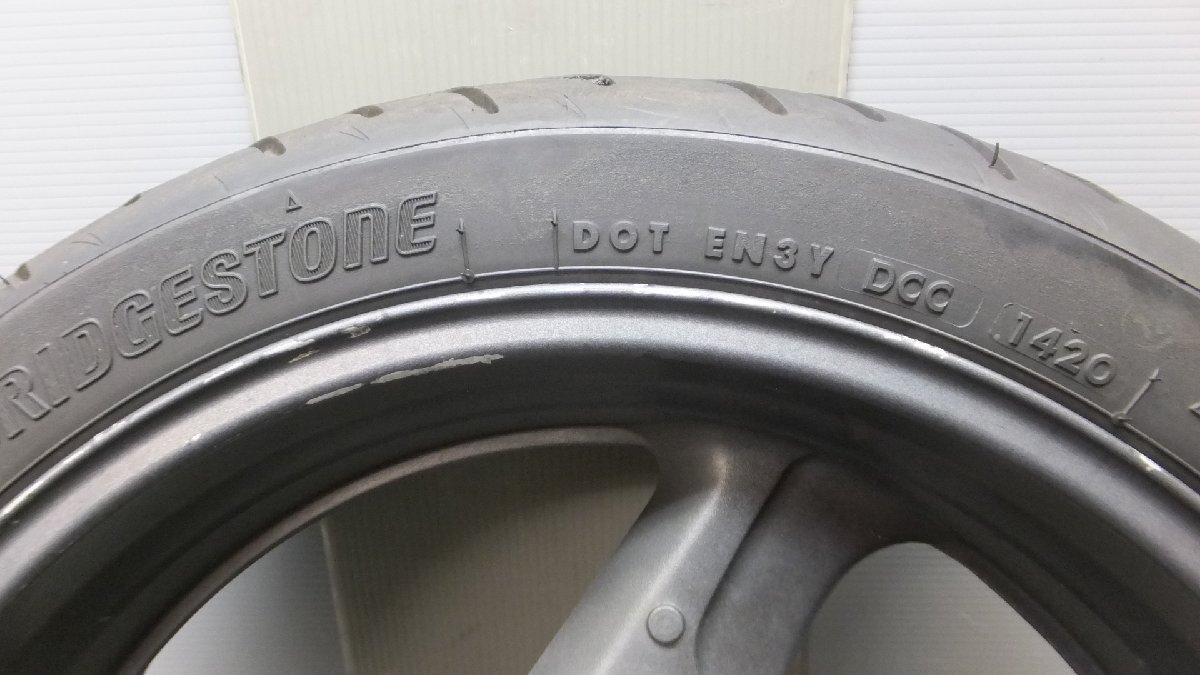 RIDGESTONE
DOT EN3Y DCC 1420